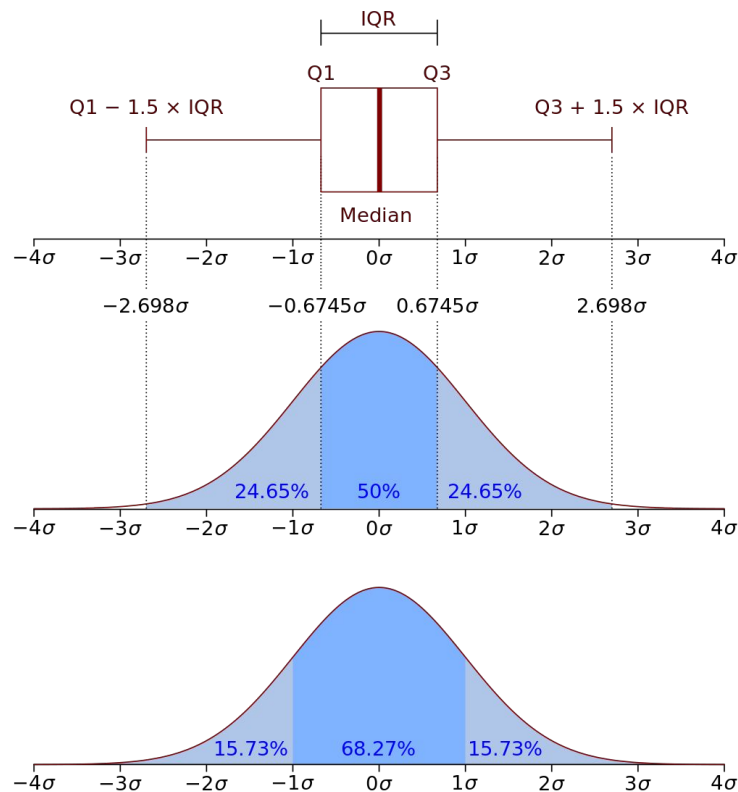 IQR
Q1 Q3
Q1 − 1.5 × IQR Q3 + 1.5 × IQR
Median
−4σ −3σ −2σ −1σ 0σ 1σ 2σ 3σ 4σ
−2.698σ −0.6745σ 0.6745σ 2.698σ
24.65% 50% 24.65%
−4σ −3σ −2σ −1σ 0σ 1σ 2σ 3σ 4σ
15.73% 68.27% 15.73%
−4σ −3σ −2σ −1σ 0σ 1σ 2σ 3σ 4σ